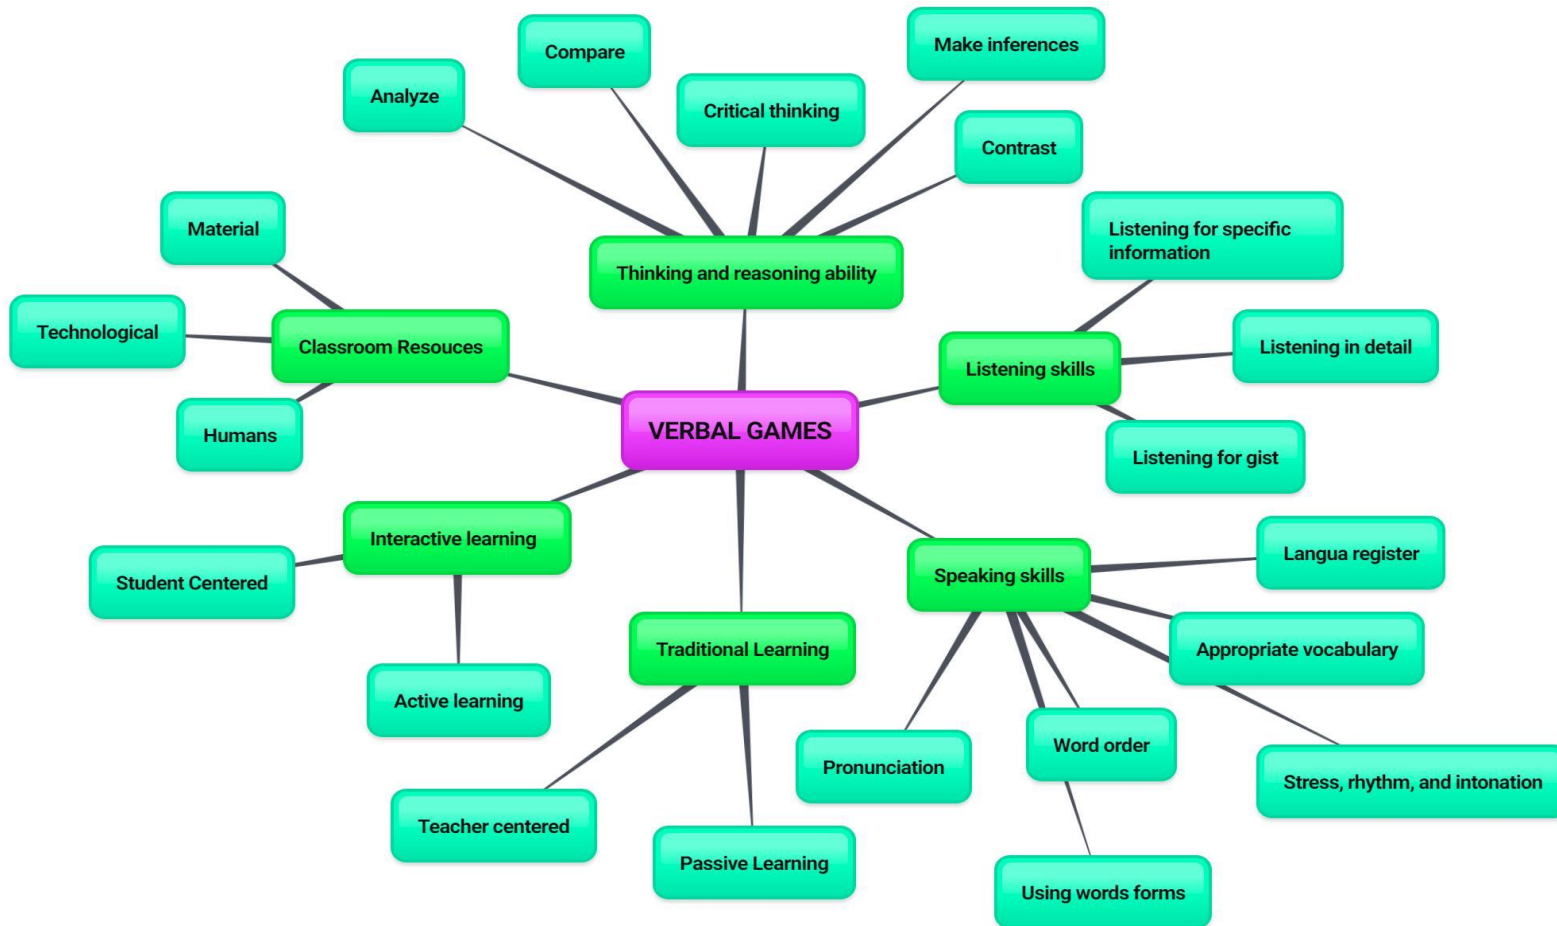 Make inferences
Compare
Analyze
Critical thinking
Contrast
Material
Listening for specific
information
Thinking and reasoning ability
Technological
Classroom Resouces
Listening skills
Listening in detail
VERBAL GAMES
Humans
Listening for gist
Interactive learning
Langua register
Student Centered
Speaking skills
Traditional Learning
Appropriate vocabulary
Active learning
Word order
Pronunciation
Stress, rhythm, and intonation
Teacher centered
Passive Learning
Using words forms